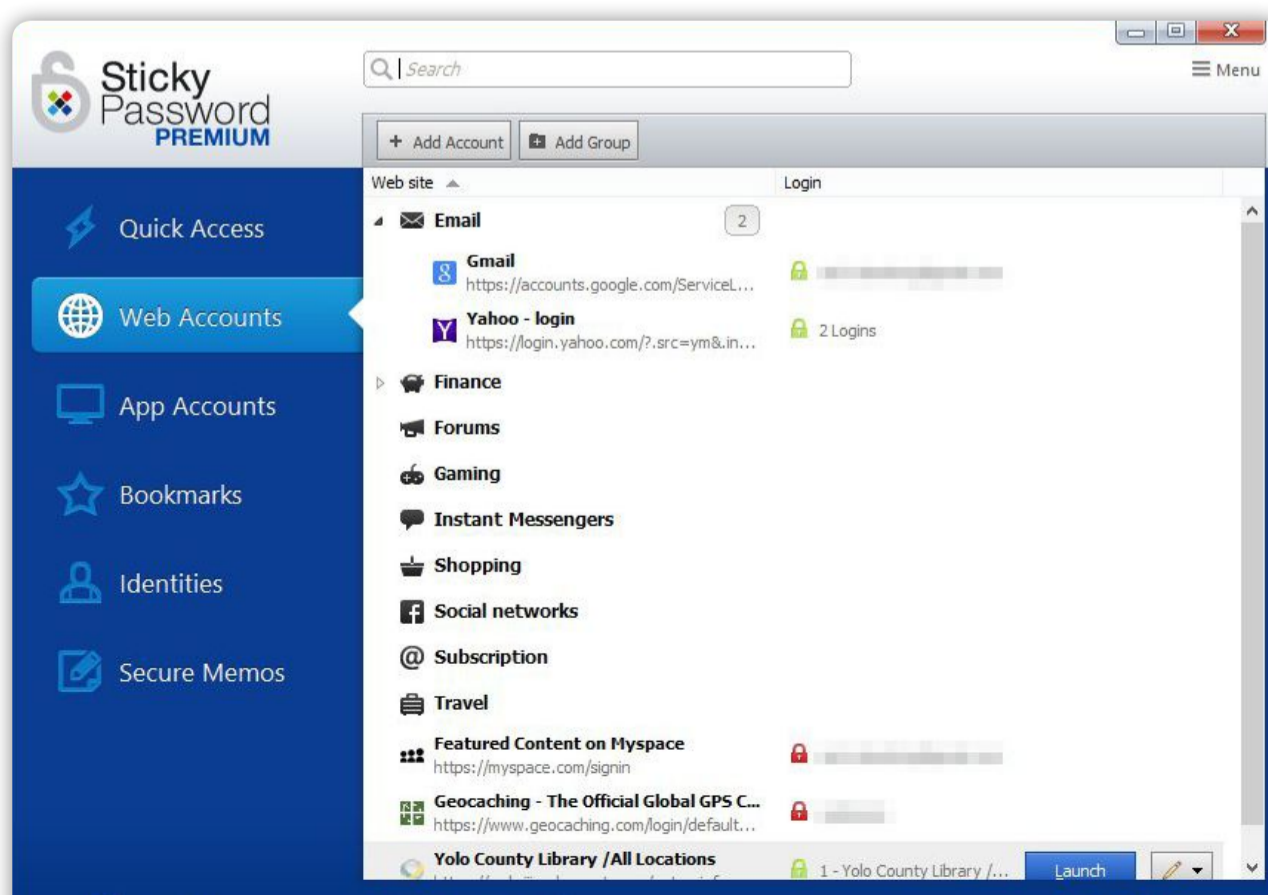 Sticky
Password
PREMIUM
Search
Menu
+ Add Account
Add Group
Web site
Login
Quick Access
Web Accounts
App Accounts
Bookmarks
Identities
Secure Memos
Email
2
Gmail
https://accounts.google.com/ServiceL...
Yahoo - login
https://login.yahoo.com/?.src=ym&.in...
2 Logins
Finance
Forums
Gaming
Instant Messengers
Shopping
Social networks
Subscription
Travel
Featured Content on Myspace
https://myspace.com/signin
Geocaching - The Official Global GPS C...
https://www.geocaching.com/login/default...
Yolo County Library /All Locations
1 - Yolo County Library /...
Launch